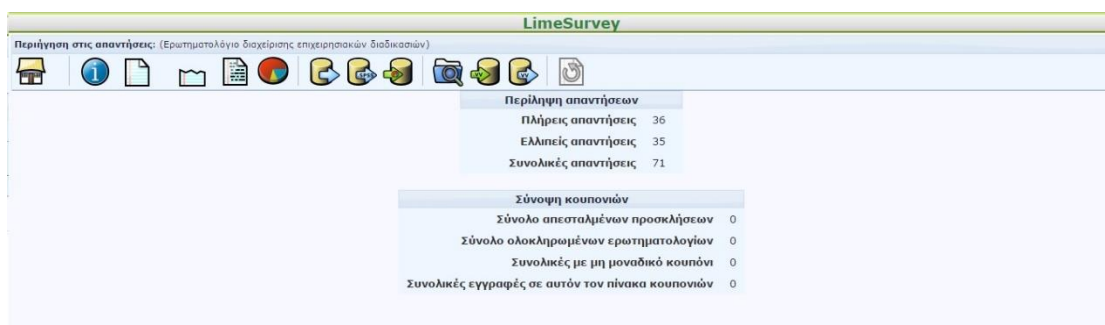 LimeSurvey
Περιήγηση στις απαντήσεις: (Ερωτηματολόγιο διαχείρισης επιχειρησιακών διαδικασιών)
Περίληψη απαντήσεων
Πλήρεις απαντήσεις 36
Ελλιπείς απαντήσεις 35
Συνολικές απαντήσεις 71
Σύνοψη κουπονιών
Σύνολο απεσταλμένων προσκλήσεων 0
Σύνολο ολοκληρωμένων ερωτηματολογίων 0
Συνολικές με μη μοναδικό κουπόνι 0
Συνολικές εγγραφές σε αυτόν τον πίνακα κουπονιών 0